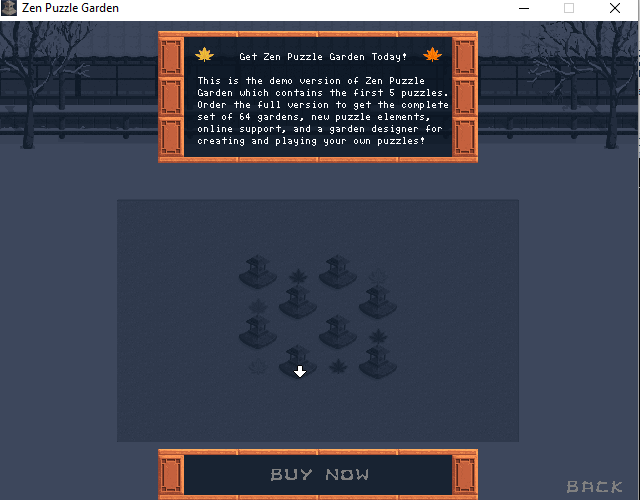 Zen Puzzle Garden
Get Zen Puzzle Garden Today!
This is the demo version of Zen Puzzle
Garden which contains the first 5 puzzles.
Order the full version to get the complete
set of 64 gardens, new puzzle elements,
online support, and a garden designer for
creating and playing your own puzzles!
BUY NOW
BACK